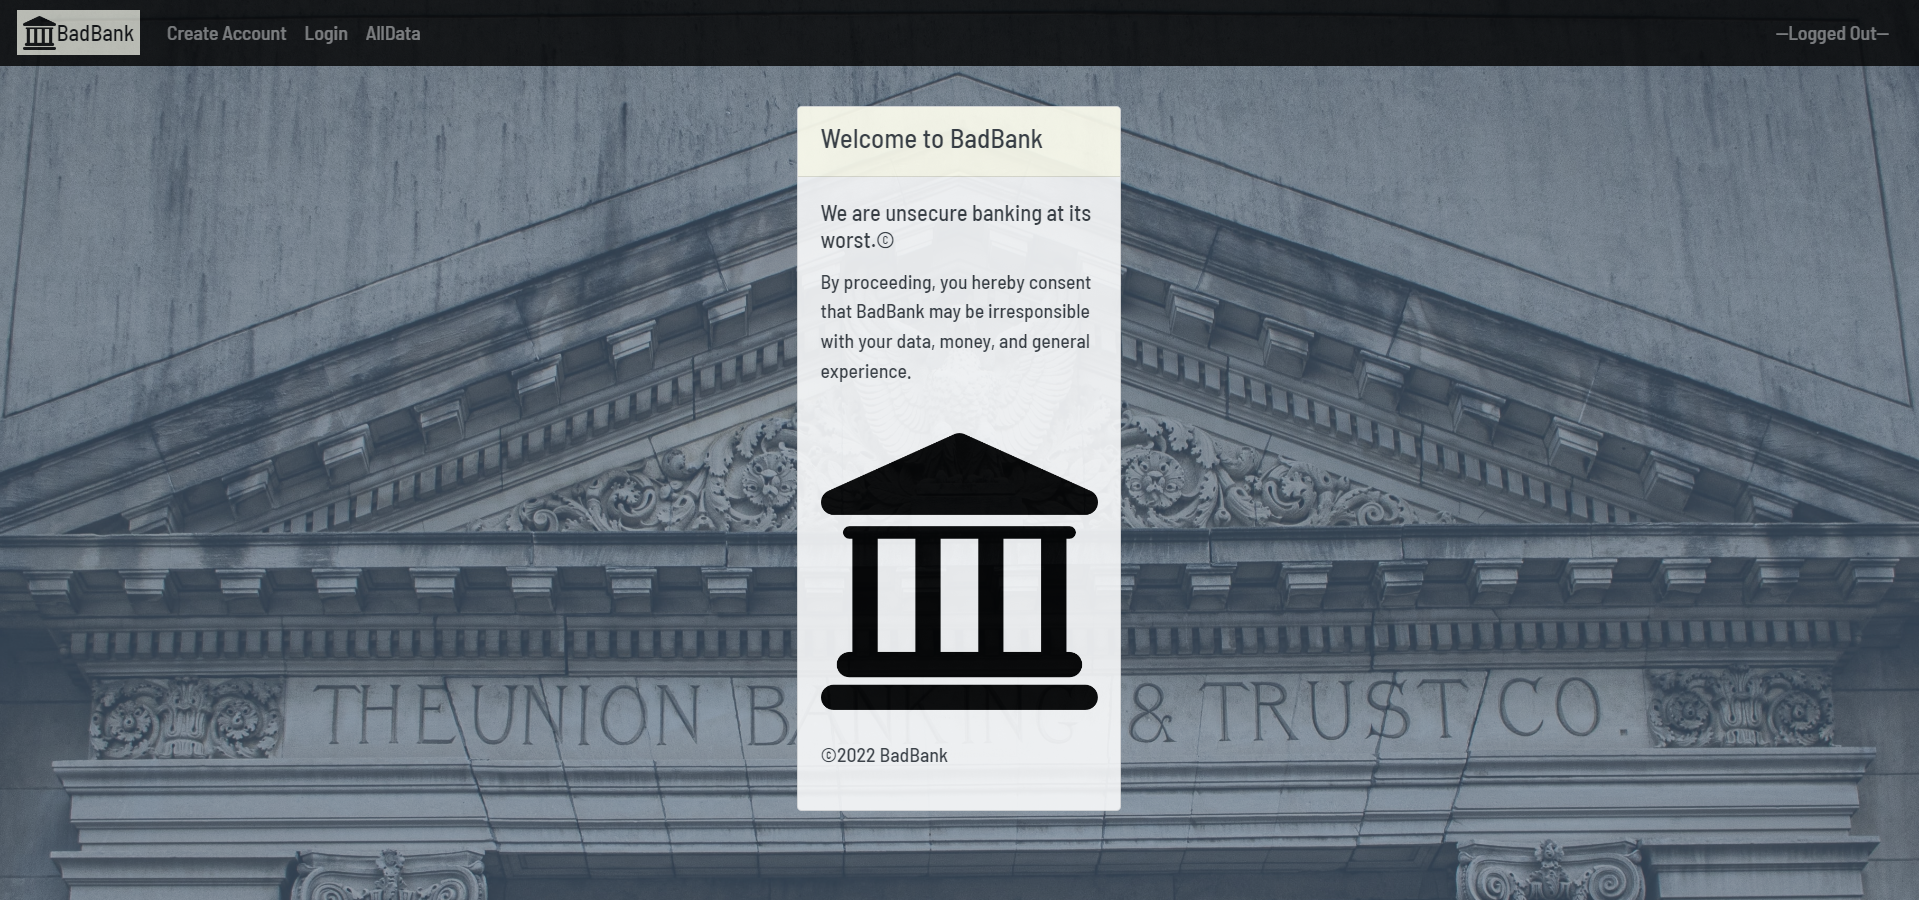 BadBank
Create Account
Login
AllData
—Logged Out—
Welcome to BadBank
We are unsecure banking at its
worst.©
By proceeding, you hereby consent
that BadBank may be irresponsible
with your data, money, and general
experience.
THE UNION BANKING & TRUST CO.
©2022 BadBank